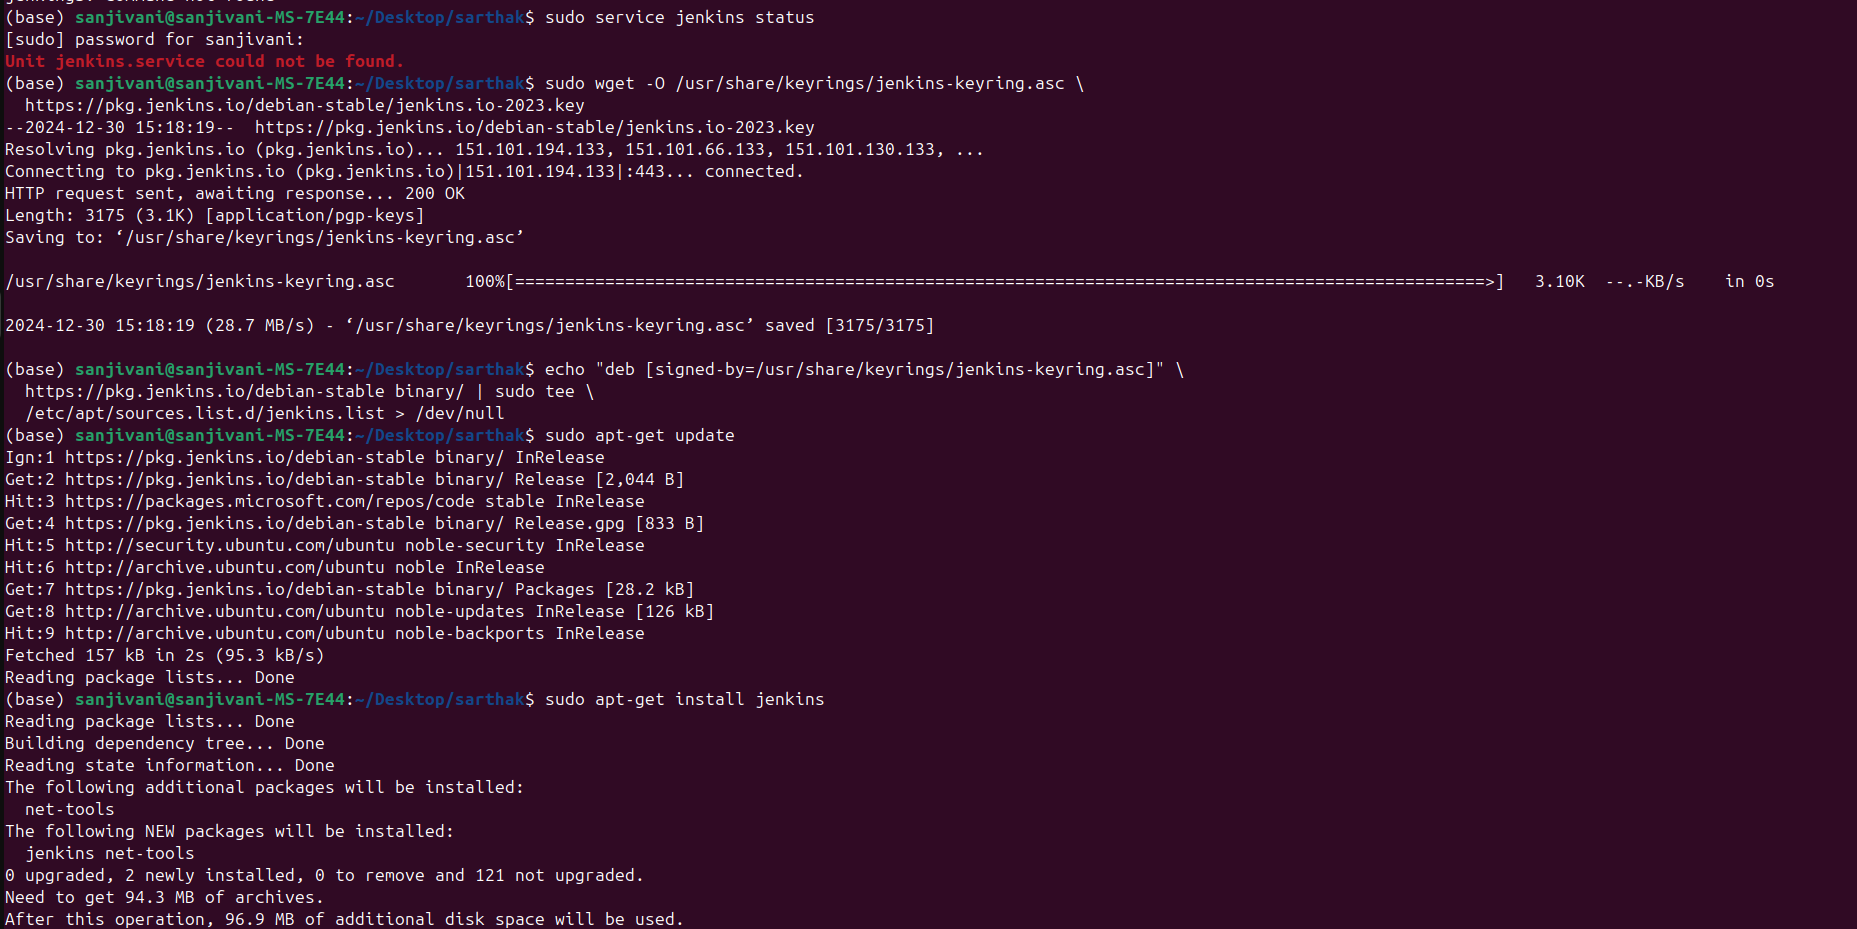 (base) sanjivani@sanjivani-MS-7E44:~/Desktop/sarthak$ sudo service jenkins status
[sudo] password for sanjivani:
Unit jenkins.service could not be found.
(base) sanjivani@sanjivani-MS-7E44:~/Desktop/sarthak$ sudo wget -O /usr/share/keyrings/jenkins-keyring.asc \
  https://pkg.jenkins.io/debian-stable/jenkins.io-2023.key
--2024-12-30 15:18:19--  https://pkg.jenkins.io/debian-stable/jenkins.io-2023.key
Resolving pkg.jenkins.io (pkg.jenkins.io)... 151.101.194.133, 151.101.66.133, 151.101.130.133, ...
Connecting to pkg.jenkins.io (pkg.jenkins.io)|151.101.194.133|:443... connected.
HTTP request sent, awaiting response... 200 OK
Length: 3175 (3.1K) [application/pgp-keys]
Saving to: ‘/usr/share/keyrings/jenkins-keyring.asc’
/usr/share/keyrings/jenkins-keyring.asc       100%[=================================================================================================>]   3.10K  --.-KB/s    in 0s
2024-12-30 15:18:19 (28.7 MB/s) - ‘/usr/share/keyrings/jenkins-keyring.asc’ saved [3175/3175]
(base) sanjivani@sanjivani-MS-7E44:~/Desktop/sarthak$ echo "deb [signed-by=/usr/share/keyrings/jenkins-keyring.asc]" \
  https://pkg.jenkins.io/debian-stable binary/ | sudo tee \
  /etc/apt/sources.list.d/jenkins.list > /dev/null
(base) sanjivani@sanjivani-MS-7E44:~/Desktop/sarthak$ sudo apt-get update
Ign:1 https://pkg.jenkins.io/debian-stable binary/ InRelease
Get:2 https://pkg.jenkins.io/debian-stable binary/ Release [2,044 B]
Hit:3 https://packages.microsoft.com/repos/code stable InRelease
Get:4 https://pkg.jenkins.io/debian-stable binary/ Release.gpg [833 B]
Hit:5 http://security.ubuntu.com/ubuntu noble-security InRelease
Hit:6 http://archive.ubuntu.com/ubuntu noble InRelease
Get:7 https://pkg.jenkins.io/debian-stable binary/ Packages [28.2 kB]
Get:8 http://archive.ubuntu.com/ubuntu noble-updates InRelease [126 kB]
Hit:9 http://archive.ubuntu.com/ubuntu noble-backports InRelease
Fetched 157 kB in 2s (95.3 kB/s)
Reading package lists... Done
(base) sanjivani@sanjivani-MS-7E44:~/Desktop/sarthak$ sudo apt-get install jenkins
Reading package lists... Done
Building dependency tree... Done
Reading state information... Done
The following additional packages will be installed:
  net-tools
The following NEW packages will be installed:
  jenkins net-tools
0 upgraded, 2 newly installed, 0 to remove and 121 not upgraded.
Need to get 94.3 MB of archives.
After this operation, 96.9 MB of additional disk space will be used.